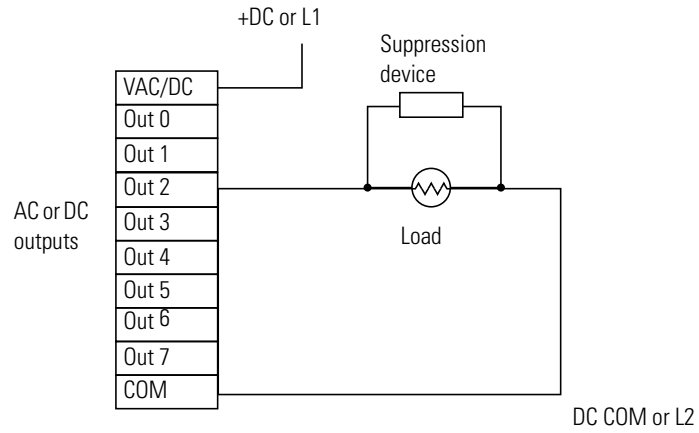 +DC or L1
Suppression
device
VAC/DC
Out 0
Out 1
Out 2
Out 3
Out 4
Out 5
Out 6
Out 7
COM
AC or DC
outputs
Load
DC COM or L2